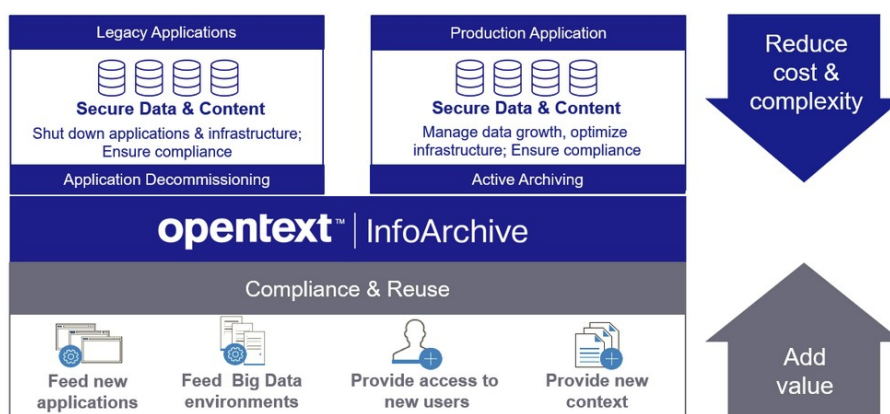 Legacy Applications
Secure Data & Content
Shut down applications & infrastructure;
Ensure compliance
Application Decommissioning
Production Application
Secure Data & Content
Manage data growth, optimize
infrastructure; Ensure compliance
Active Archiving
Reduce
cost &
complexity
opentext™ | InfoArchive
Compliance & Reuse
Feed new
applications
Feed Big Data
environments
Provide access to
new users
Provide new
context
Add
value